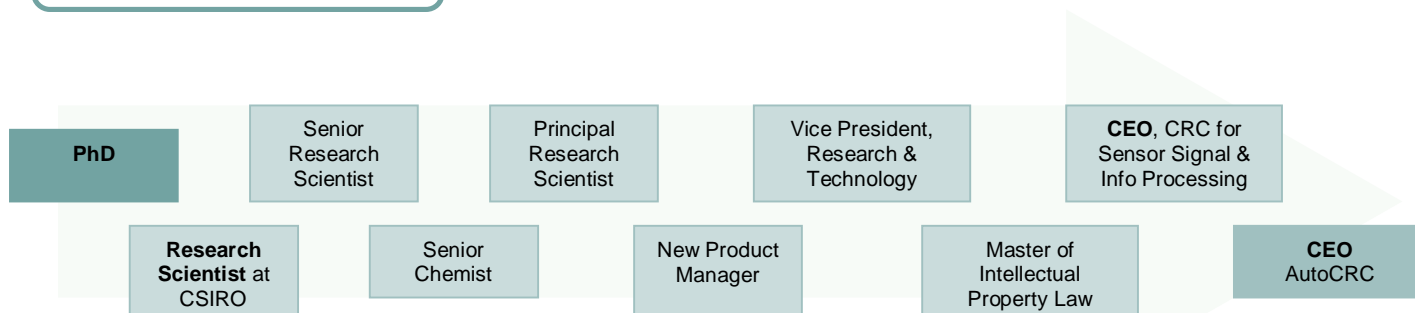 PhD
Research
Scientist at
CSIRO
Senior
Research
Scientist
Senior
Chemist
Principal
Research
Scientist
New Product
Manager
Vice President,
Research &
Technology
Master of
Intellectual
Property Law
CEO, CRC for
Sensor Signal &
Info Processing
CEO
AutoCRC